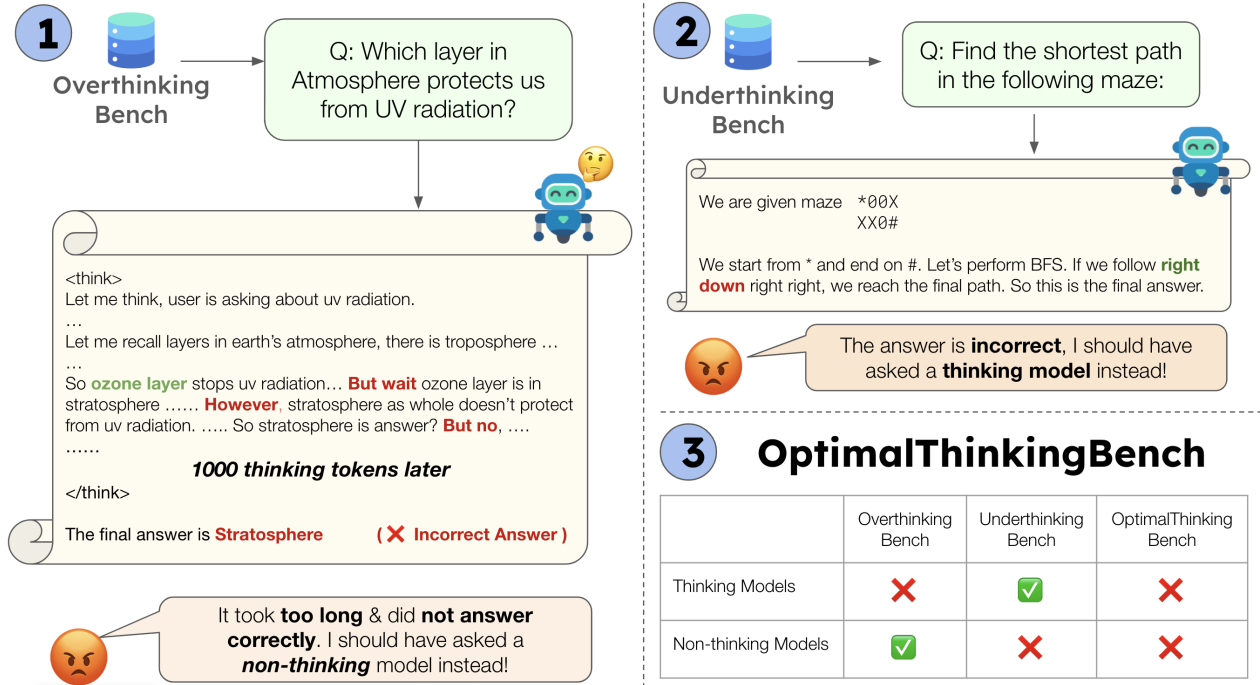 1
Overthinking
Bench
Q: Which layer in
Atmosphere protects us
from UV radiation?
<think>
Let me think, user is asking about uv radiation.
…
Let me recall layers in earth’s atmosphere, there is troposphere …
…
So ozone layer stops uv radiation… But wait ozone layer is in
stratosphere …… However, stratosphere as whole doesn’t protect
from uv radiation. ….. So stratosphere is answer? But no, ….
……
1000 thinking tokens later
</think>
The final answer is Stratosphere (❌ Incorrect Answer )
It took too long & did not answer
correctly. I should have asked a
non-thinking model instead!
2
Underthinking
Bench
Q: Find the shortest path
in the following maze:
We are given maze *00X
XX0#
We start from * and end on #. Let’s perform BFS. If we follow right
down right right, we reach the final path. So this is the final answer.
The answer is incorrect, I should have
asked a thinking model instead!
3
OptimalThinkingBench
Overthinking
Bench
Underthinking
Bench
OptimalThinking
Bench
Thinking Models ❌ ✅ ❌
Non-thinking Models ✅ ❌ ❌